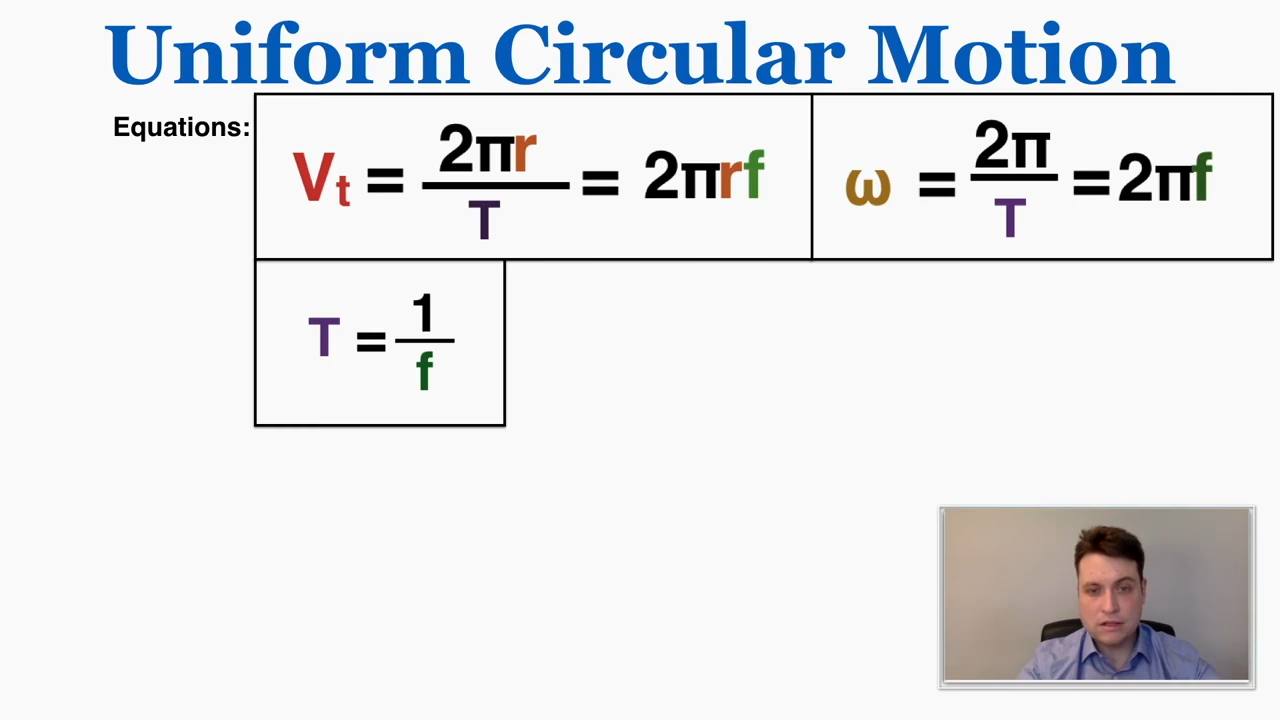 Uniform Circular Motion
Equations:
Vt = 2πr / T = 2πrf
ω = 2π / T = 2πf
T = 1 / f